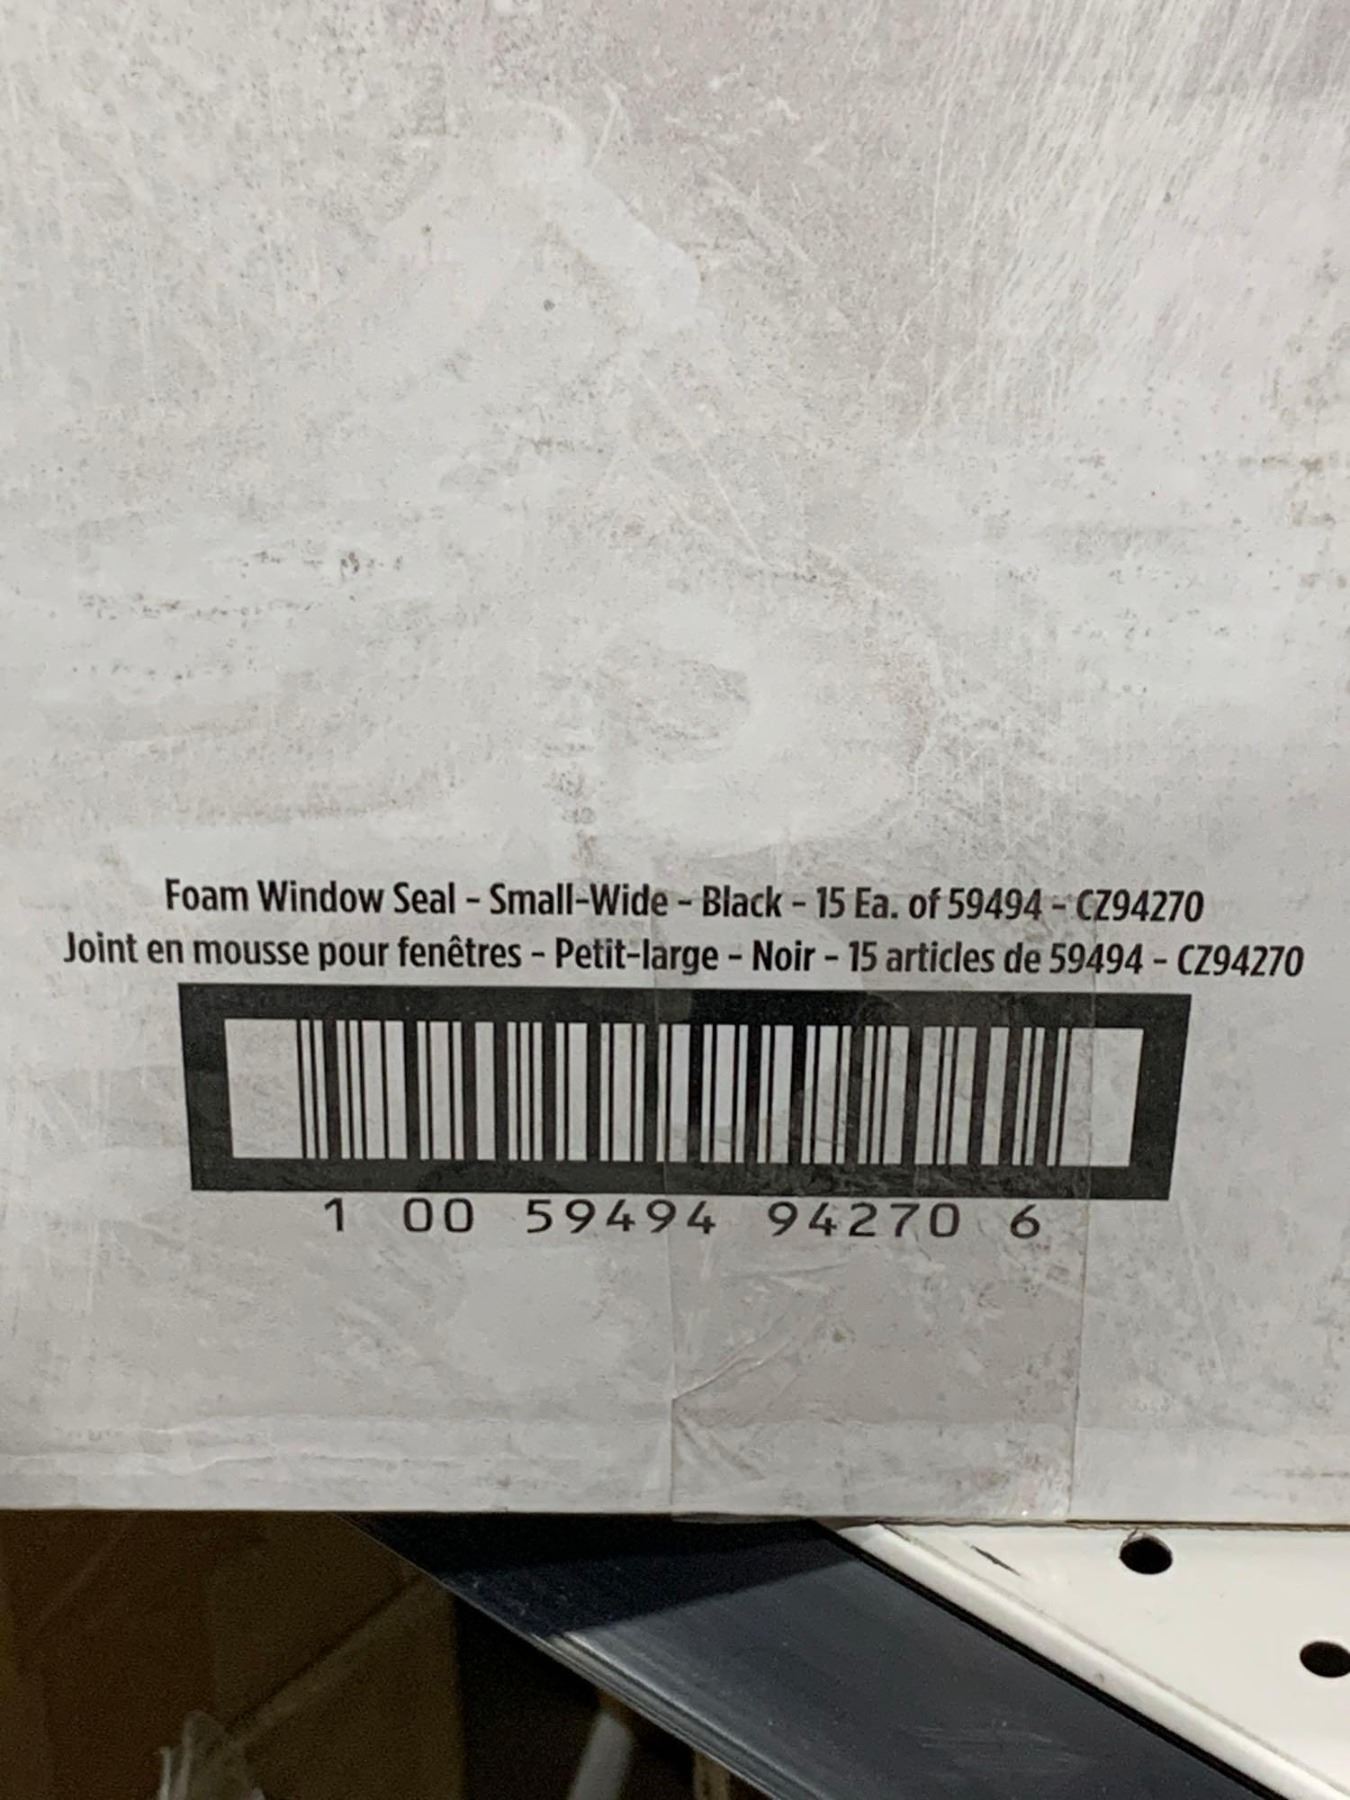 Foam Window Seal - Small-Wide - Black - 15 Ea. of 59494 - CZ94270
Joint en mousse pour fenêtres - Petit-large - Noir - 15 articles de 59494 - CZ94270
1 00 59494 94270 6